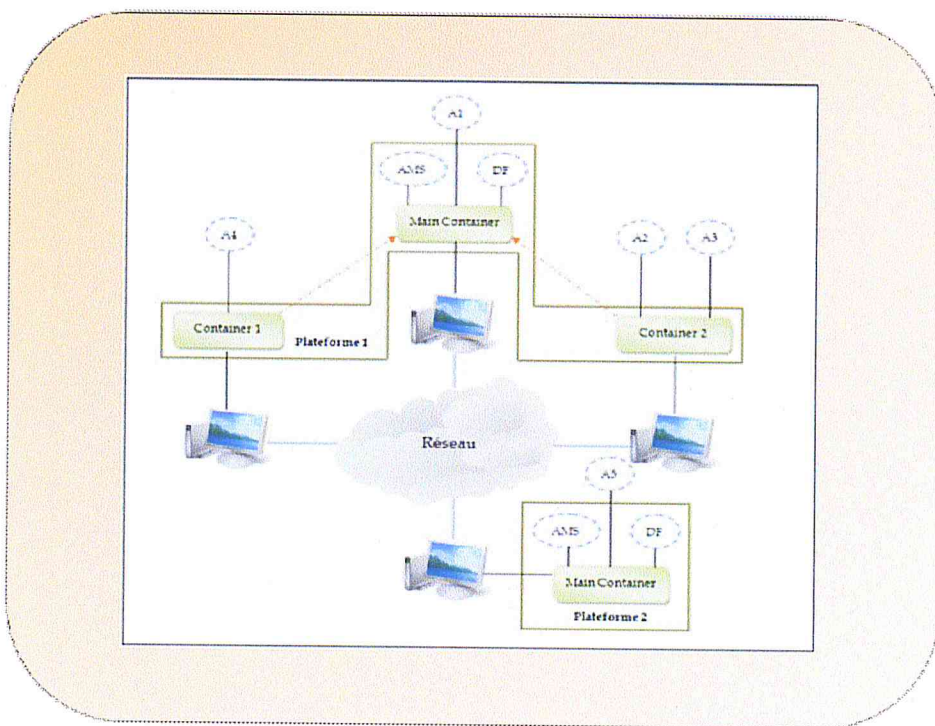 A1
AMS
DF
Main Container
A4
A2
A3
Container 1
Container 2
Plateforme 1
Réseau
A5
AMS
DF
Main Container
Plateforme 2